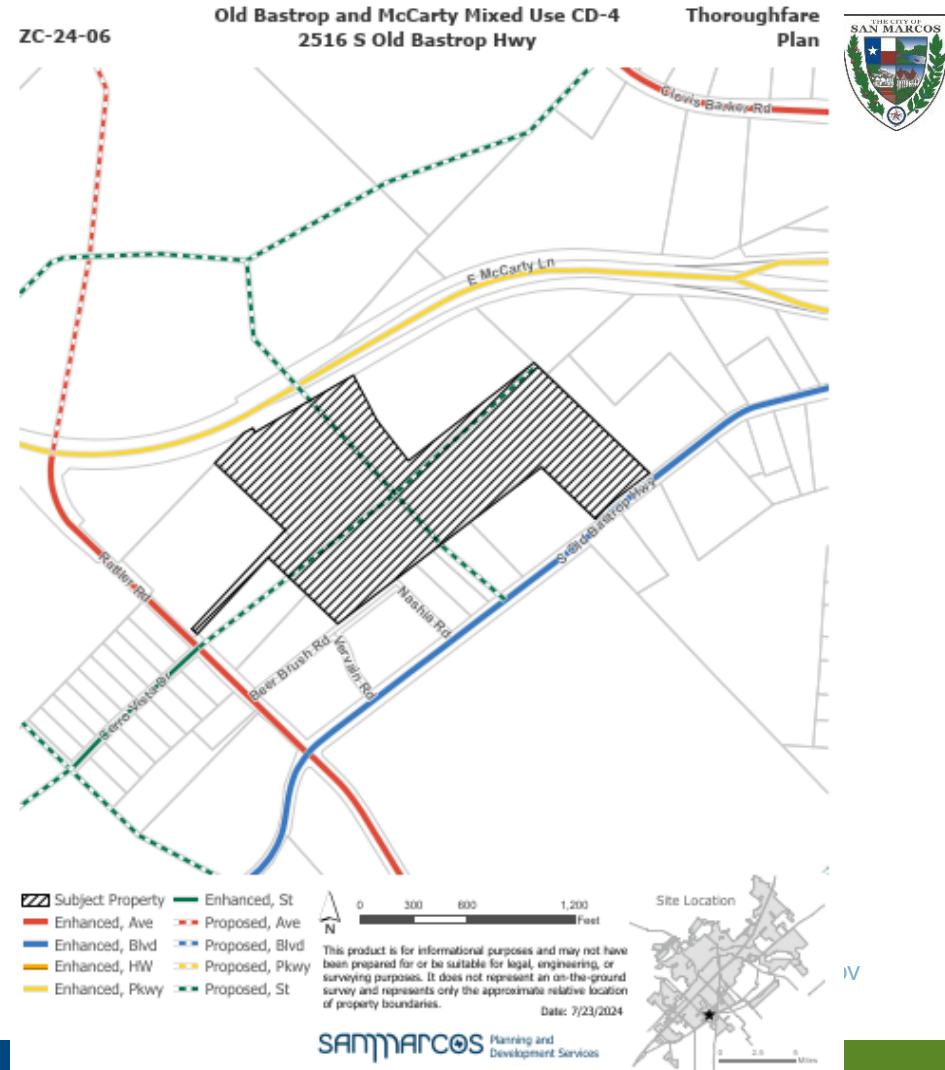 ZC-24-06
Old Bastrop and McCarty Mixed Use CD-4
2516 S Old Bastrop Hwy
Thoroughfare
Plan
THE CITY OF
SAN MARCOS
Clovis Barker Rd
E McCarty Ln
S Old Bastrop Hwy
Rattler Rd
Nashia Rd
Beer Brush Rd
Vervain Rd
Serro Vista Dr
Subject Property
Enhanced, Ave
Enhanced, Blvd
Enhanced, HW
Enhanced, Pkwy
Enhanced, St
Proposed, Ave
Proposed, Blvd
Proposed, Pkwy
Proposed, St
N
0 300 600 1,200
Feet
This product is for informational purposes and may not have
been prepared for or be suitable for legal, engineering, or
surveying purposes. It does not represent an on-the-ground
survey and represents only the approximate relative location
of property boundaries.
Date: 7/23/2024
SANMARCOS
Planning and
Development Services
Site Location
0 2.5 5
Miles
OV